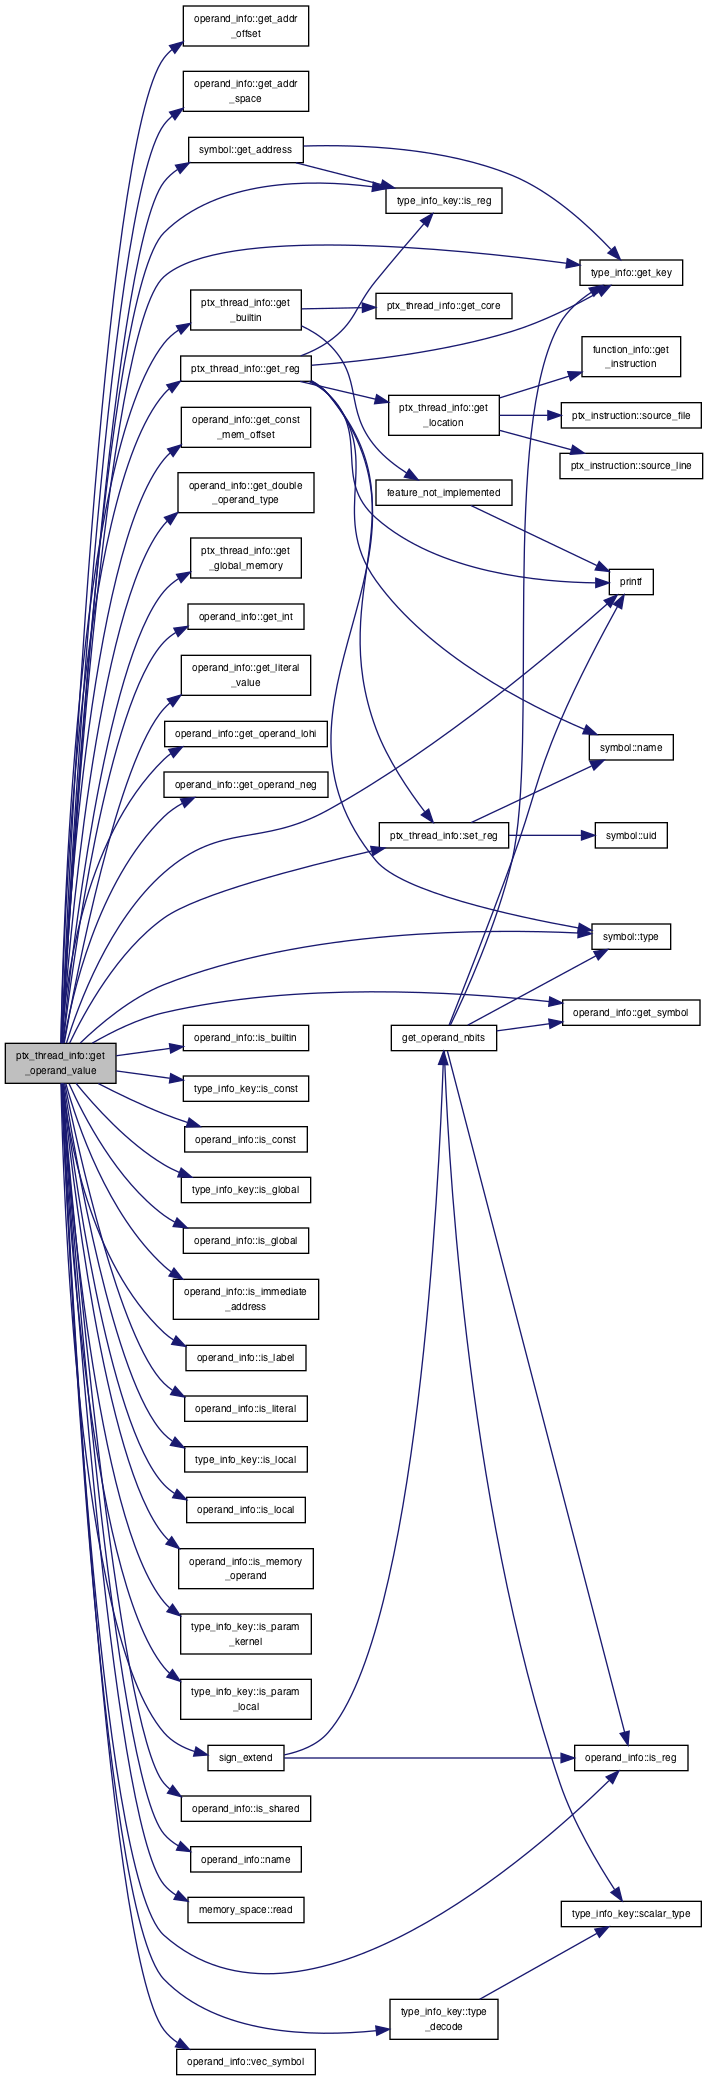 operand_info::get_addr
_offset
operand_info::get_addr
_space
symbol::get_address
type_info_key::is_reg
type_info::get_key
ptx_thread_info::get
_builtin
ptx_thread_info::get_core
function_info::get
_instruction
ptx_thread_info::get_reg
ptx_thread_info::get
_location
ptx_instruction::source_file
operand_info::get_const
_mem_offset
ptx_instruction::source_line
operand_info::get_double
_operand_type
feature_not_implemented
ptx_thread_info::get
_global_memory
printf
operand_info::get_int
operand_info::get_literal
_value
operand_info::get_operand_lohi
symbol::name
operand_info::get_operand_neg
ptx_thread_info::set_reg
symbol::uid
symbol::type
operand_info::get_symbol
get_operand_nbits
operand_info::is_builtin
ptx_thread_info::get
_operand_value
type_info_key::is_const
operand_info::is_const
type_info_key::is_global
operand_info::is_global
operand_info::is_immediate
_address
operand_info::is_label
operand_info::is_literal
type_info_key::is_local
operand_info::is_local
operand_info::is_memory
_operand
type_info_key::is_param
_kernel
type_info_key::is_param
_local
sign_extend
operand_info::is_reg
operand_info::is_shared
operand_info::name
memory_space::read
type_info_key::scalar_type
type_info_key::type
_decode
operand_info::vec_symbol